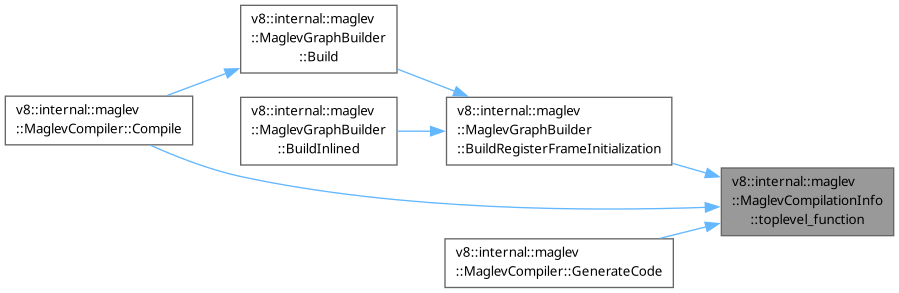 v8::internal::maglev
::MaglevGraphBuilder
::Build
v8::internal::maglev
::MaglevCompiler::Compile
v8::internal::maglev
::MaglevGraphBuilder
::BuildInlined
v8::internal::maglev
::MaglevGraphBuilder
::BuildRegisterFrameInitialization
v8::internal::maglev
::MaglevCompilationInfo
::toplevel_function
v8::internal::maglev
::MaglevCompiler::GenerateCode